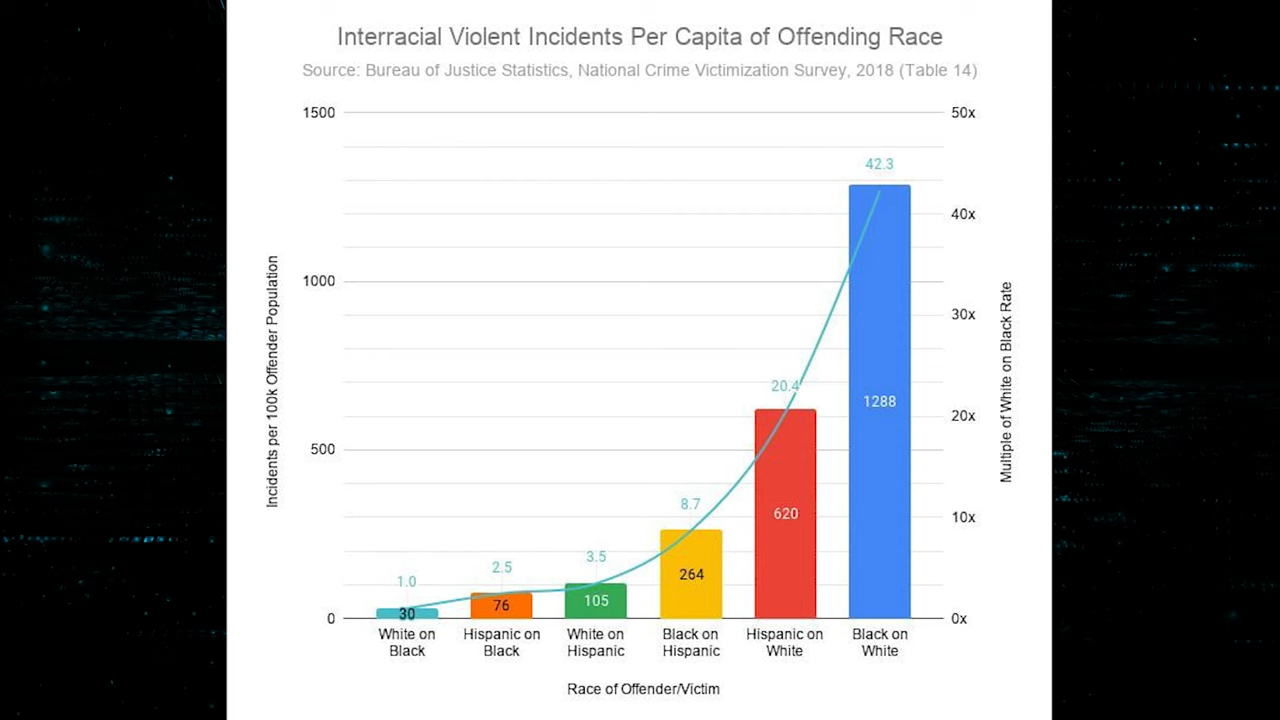 Interracial Violent Incidents Per Capita of Offending Race
Source: Bureau of Justice Statistics, National Crime Victimization Survey, 2018 (Table 14)
Incidents per 100k Offender Population
1500
1000
500
0
50x
40x
30x
20x
10x
0x
Multiple of White on Black Rate
1.0
2.5
3.5
8.7
20.4
42.3
30
76
105
264
620
1288
White on
Black
Hispanic on
Black
White on
Hispanic
Black on
Hispanic
Hispanic on
White
Black on
White
Race of Offender/Victim